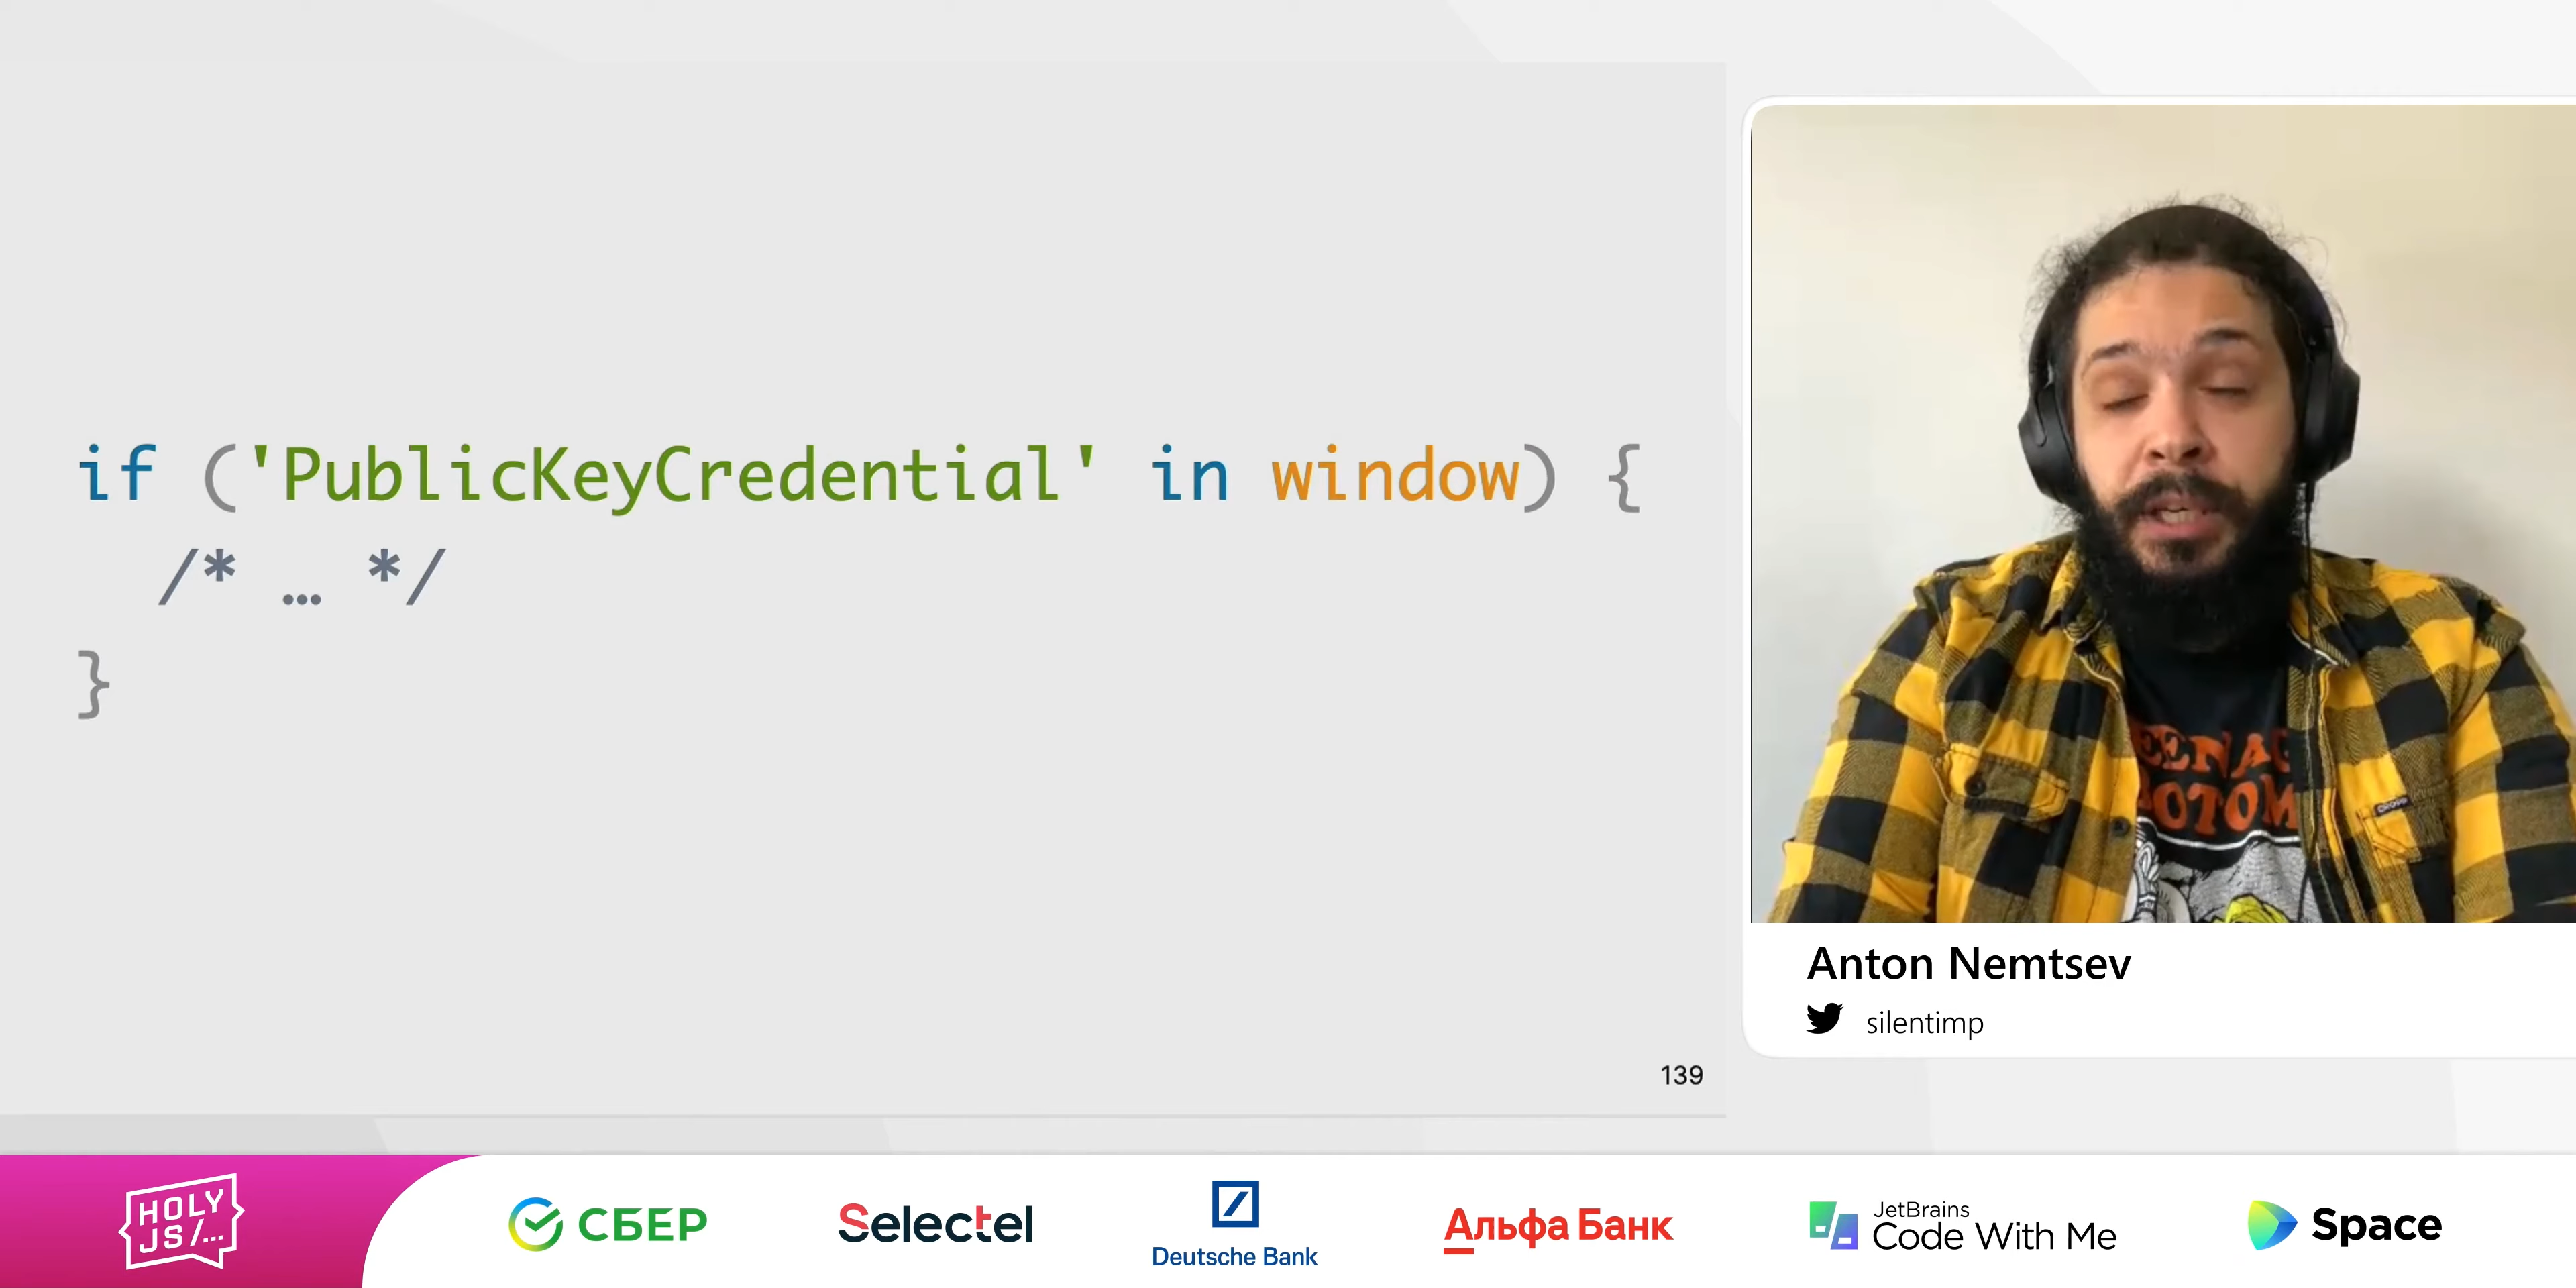 if ('PublicKeyCredential' in window) {
/* … */
}
139
Anton Nemtsev
silentimp
HOLY
JS/...
СБЕР
Selectel
Deutsche Bank
Альфа Банк
JetBrains
Code With Me
Space